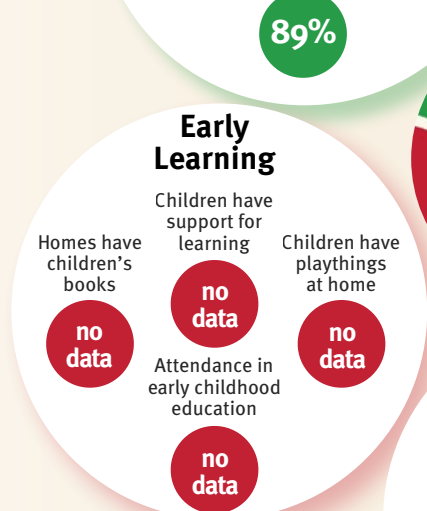 89%
Early
Learning
Children have
support for
learning
no
data
Homes have
children's
books
no
data
Children have
playthings
at home
no
data
Attendance in
early childhood
education
no
data